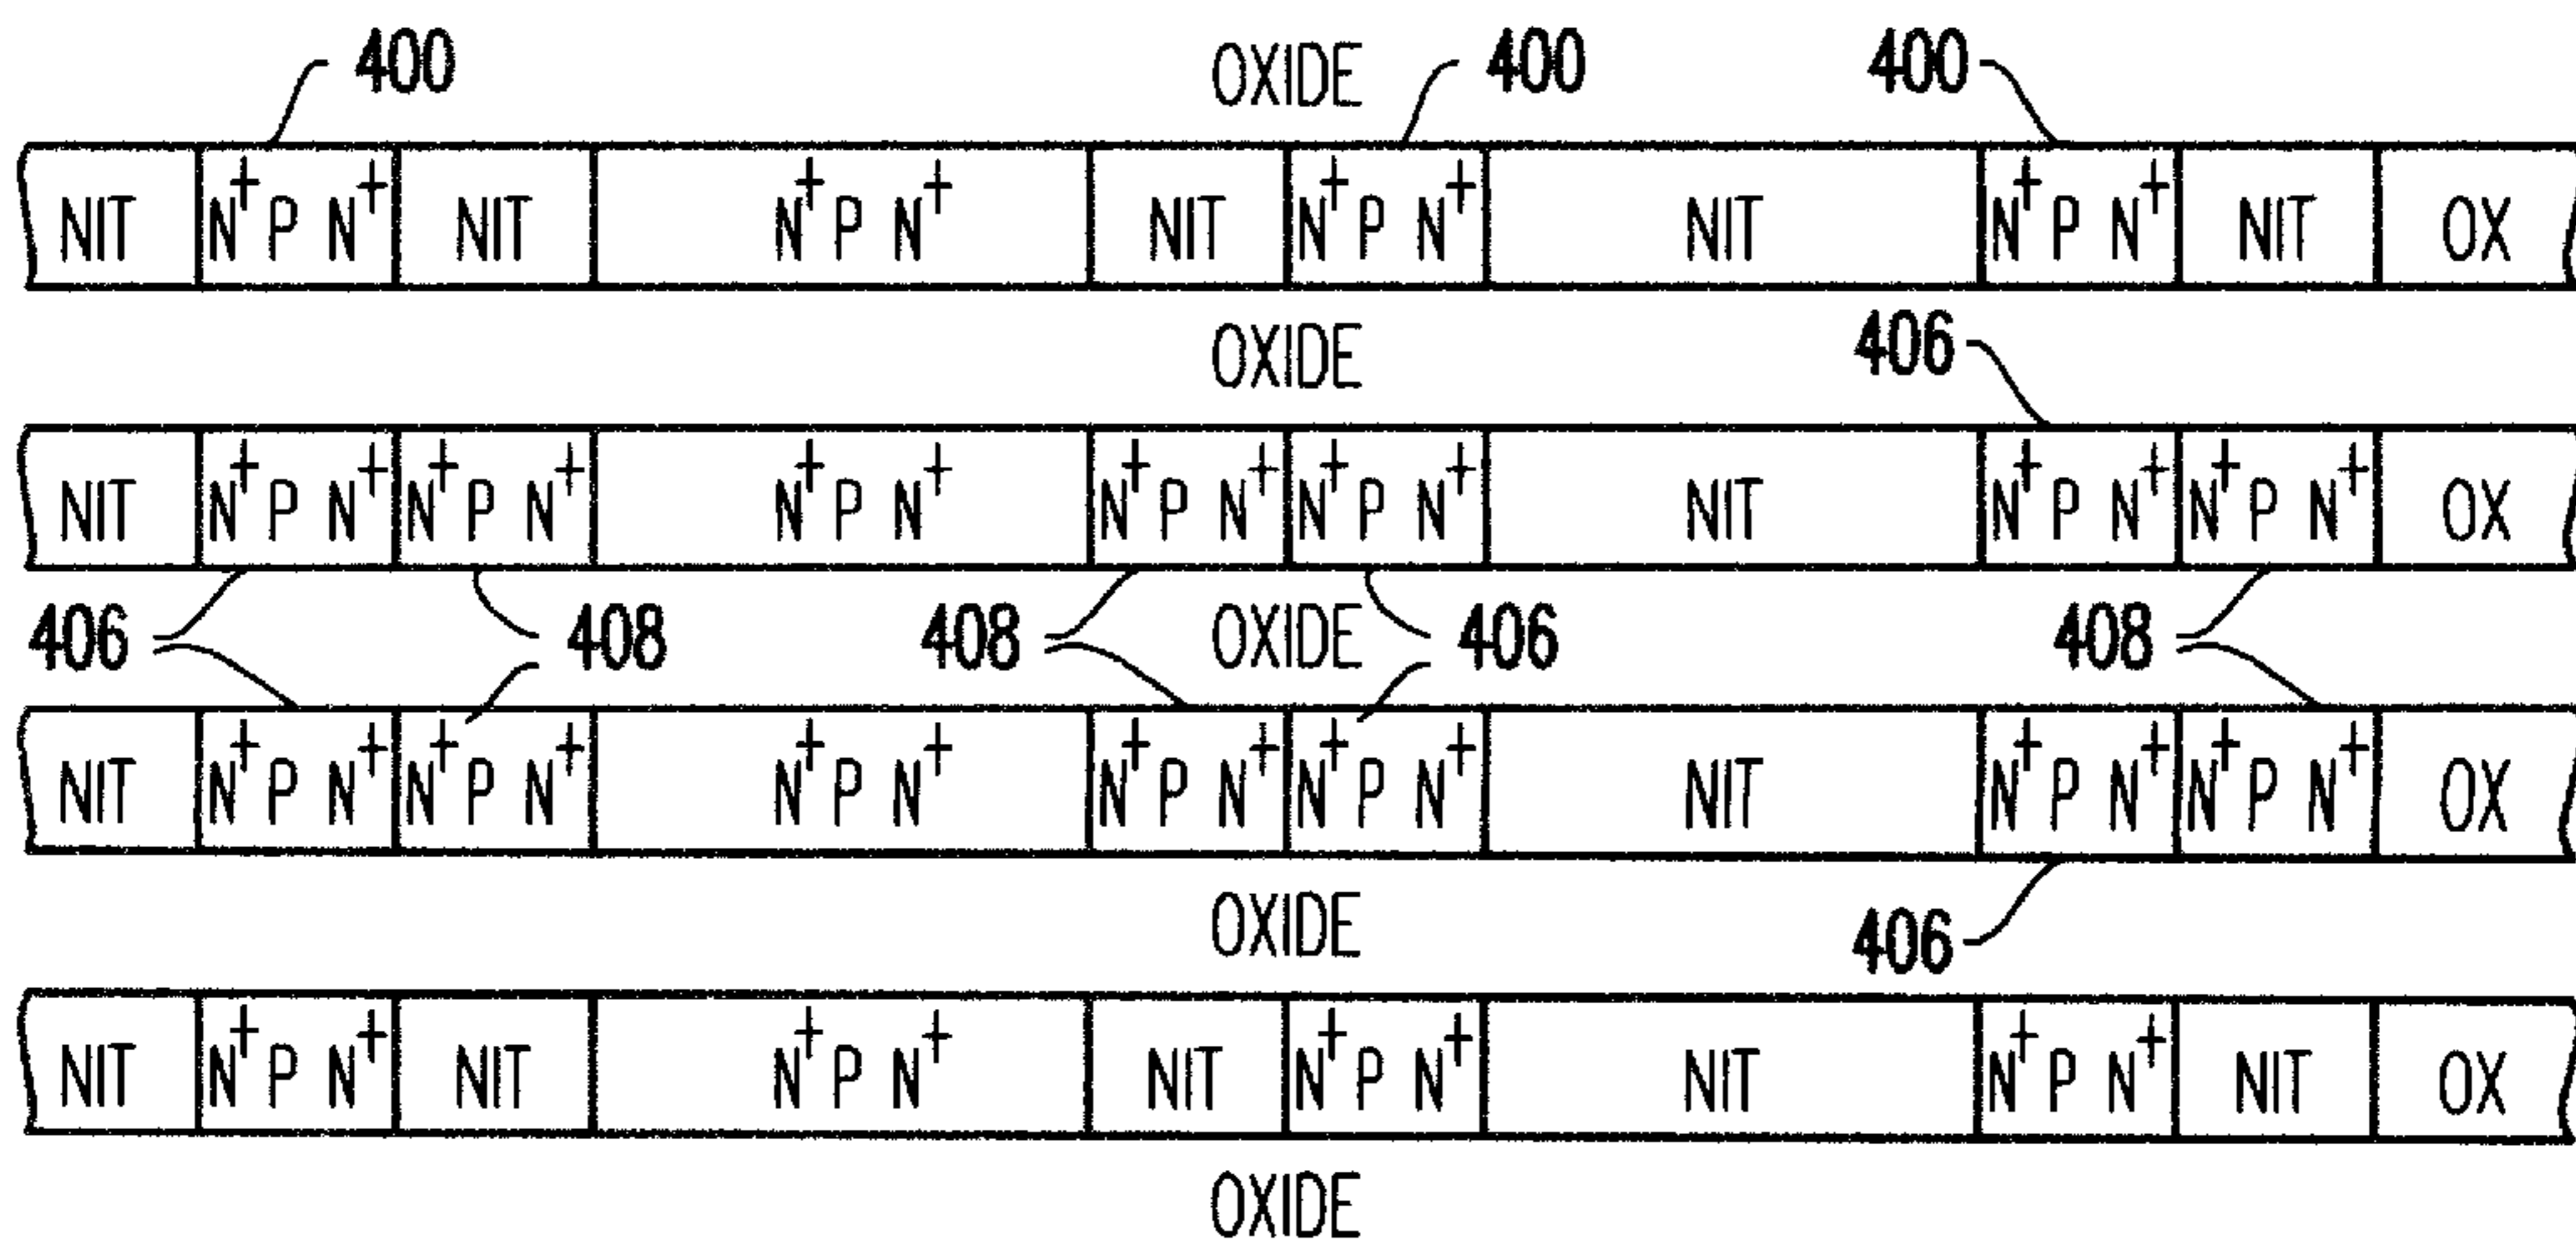 400 OXIDE 400 400
NIT N+ P N+ NIT N+ P N+ NIT N+ P N+ NIT N+ P N+ NIT OX
OXIDE 406
NIT N+ P N+ N+ P N+ N+ P N+ N+ P N+ N+ P N+ NIT N+ P N+ N+ P N+ OX
406 408 408 OXIDE 406 408
NIT N+ P N+ N+ P N+ N+ P N+ N+ P N+ N+ P N+ NIT N+ P N+ N+ P N+ OX
OXIDE 406
NIT N+ P N+ NIT N+ P N+ NIT N+ P N+ NIT N+ P N+ NIT OX
OXIDE